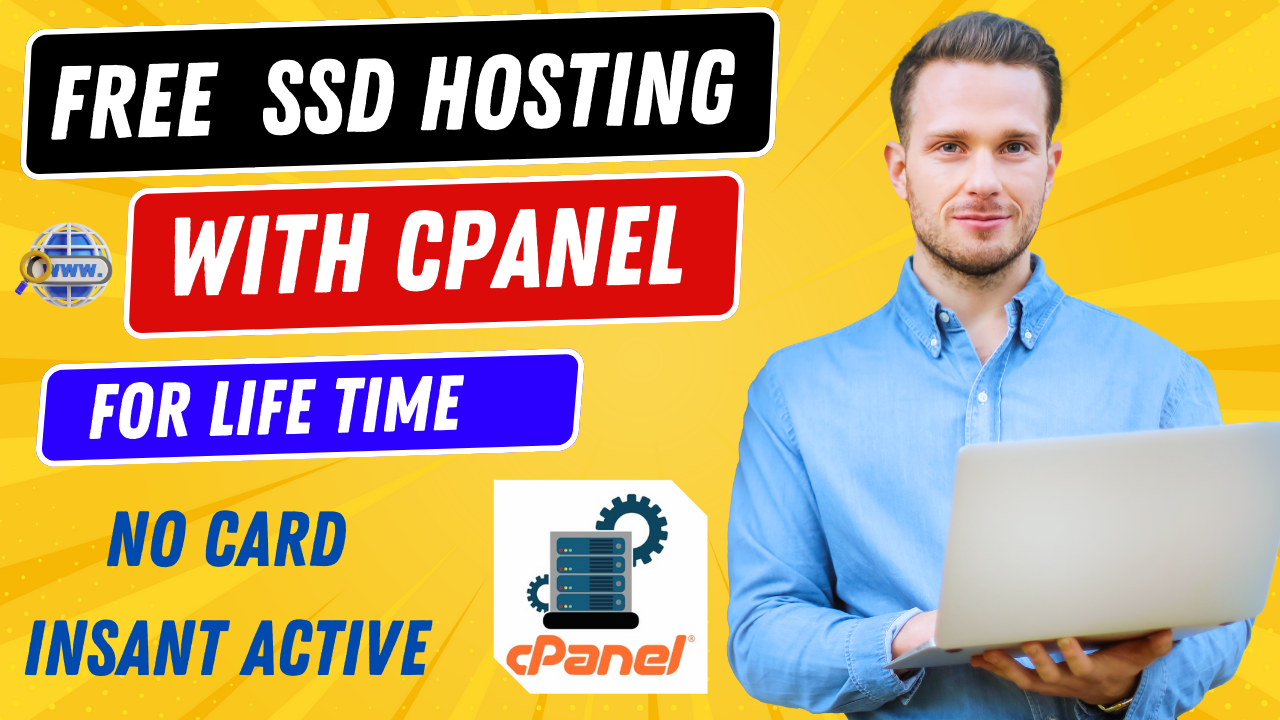 FREE SSD HOSTING
WITH CPANEL
www.
FOR LIFE TIME
NO CARD
INSANT ACTIVE
cPanel®